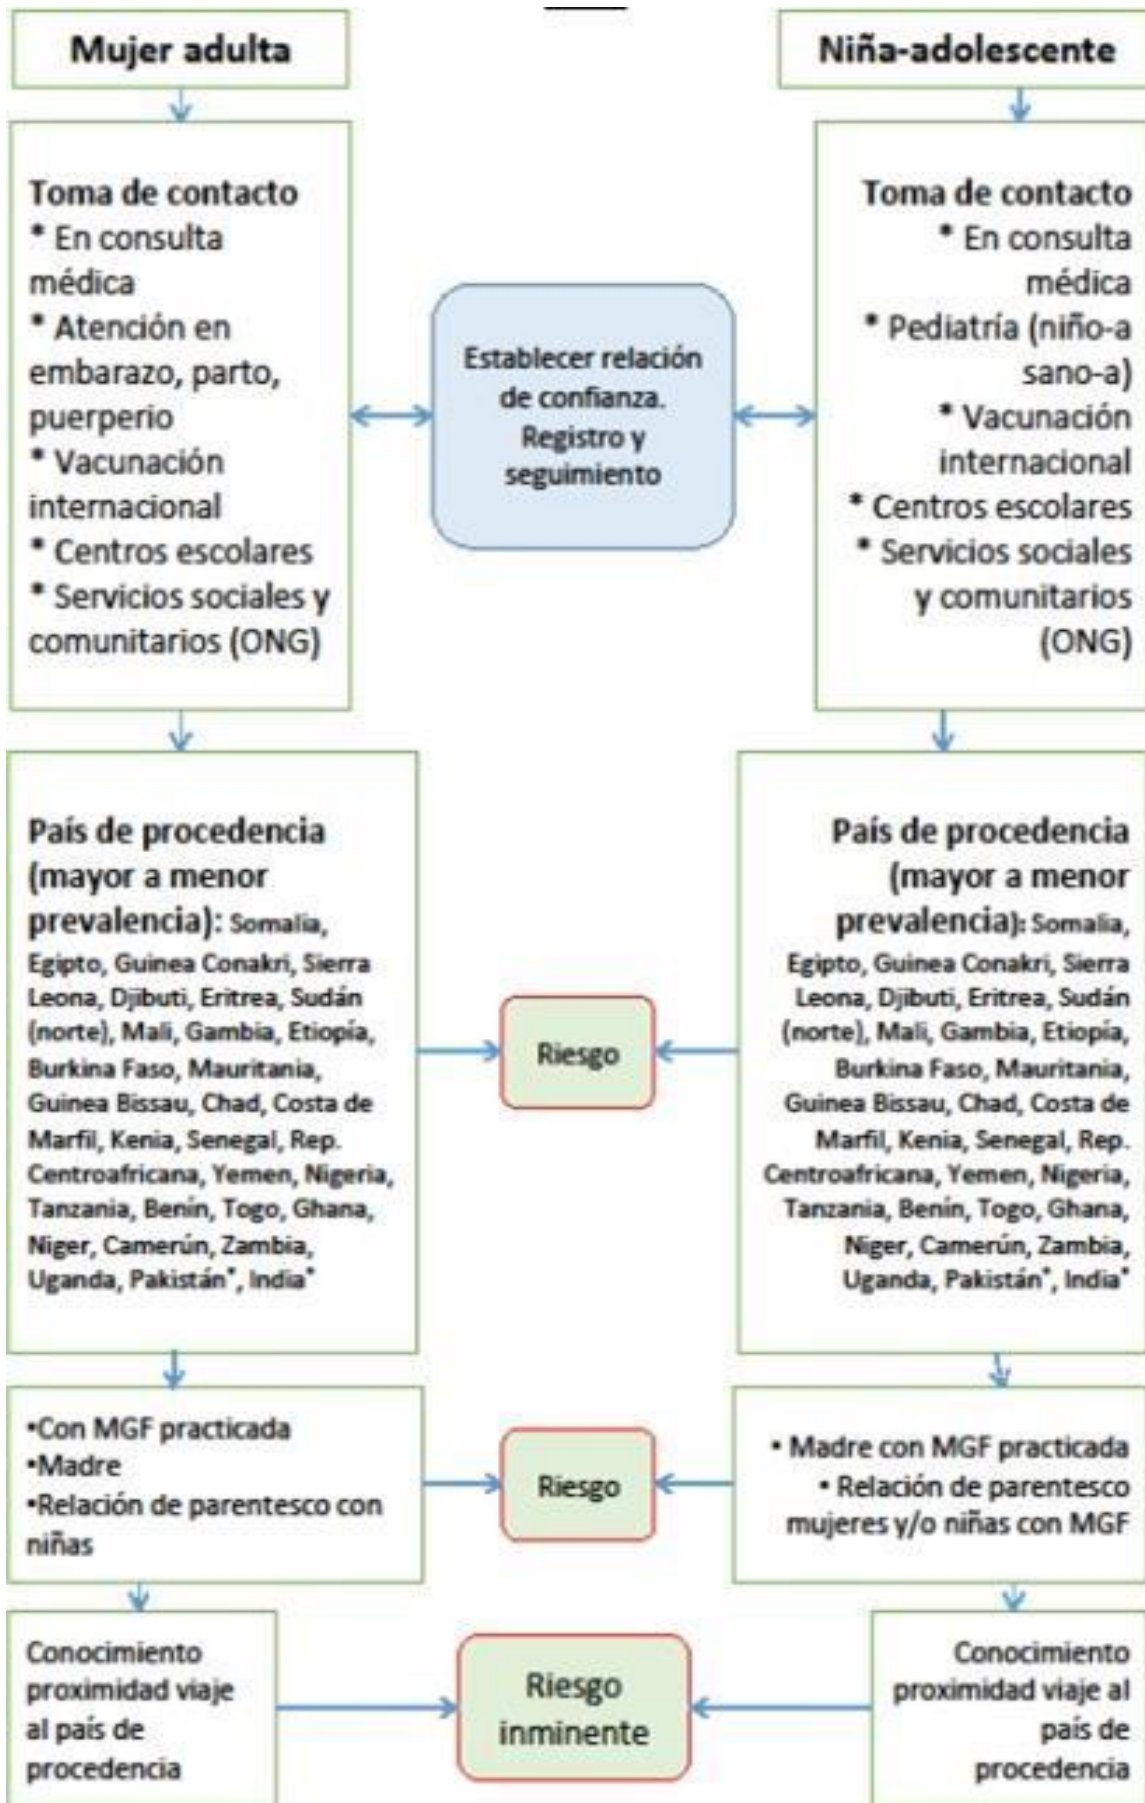 Mujer adulta
Niña-adolescente
Toma de contacto
* En consulta
médica
* Atención en
embarazo, parto,
puerperio
* Vacunación
internacional
* Centros escolares
* Servicios sociales y
comunitarios (ONG)
Establecer relación
de confianza.
Registro y
seguimiento
Toma de contacto
* En consulta
médica
* Pediatría (niño-a
sano-a)
* Vacunación
internacional
* Centros escolares
* Servicios sociales
y comunitarios
(ONG)
País de procedencia
(mayor a menor
prevalencia): Somalia,
Egipto, Guinea Conakri, Sierra
Leona, Djibuti, Eritrea, Sudán
(norte), Mali, Gambia, Etiopía,
Burkina Faso, Mauritania,
Guinea Bissau, Chad, Costa de
Marfil, Kenia, Senegal, Rep.
Centroafricana, Yemen, Nigeria,
Tanzania, Benín, Togo, Ghana,
Niger, Camerún, Zambia,
Uganda, Pakistán*, India*
Riesgo
País de procedencia
(mayor a menor
prevalencia): Somalia,
Egipto, Guinea Conakri, Sierra
Leona, Djibuti, Eritrea, Sudán
(norte), Mali, Gambia, Etiopía,
Burkina Faso, Mauritania,
Guinea Bissau, Chad, Costa de
Marfil, Kenia, Senegal, Rep.
Centroafricana, Yemen, Nigeria,
Tanzania, Benín, Togo, Ghana,
Niger, Camerún, Zambia,
Uganda, Pakistán*, India*
•Con MGF practicada
•Madre
•Relación de parentesco con
niñas
Riesgo
• Madre con MGF practicada
• Relación de parentesco
mujeres y/o niñas con MGF
Conocimiento
proximidad viaje
al país de
procedencia
Riesgo
inminente
Conocimiento
proximidad viaje al
país de
procedencia